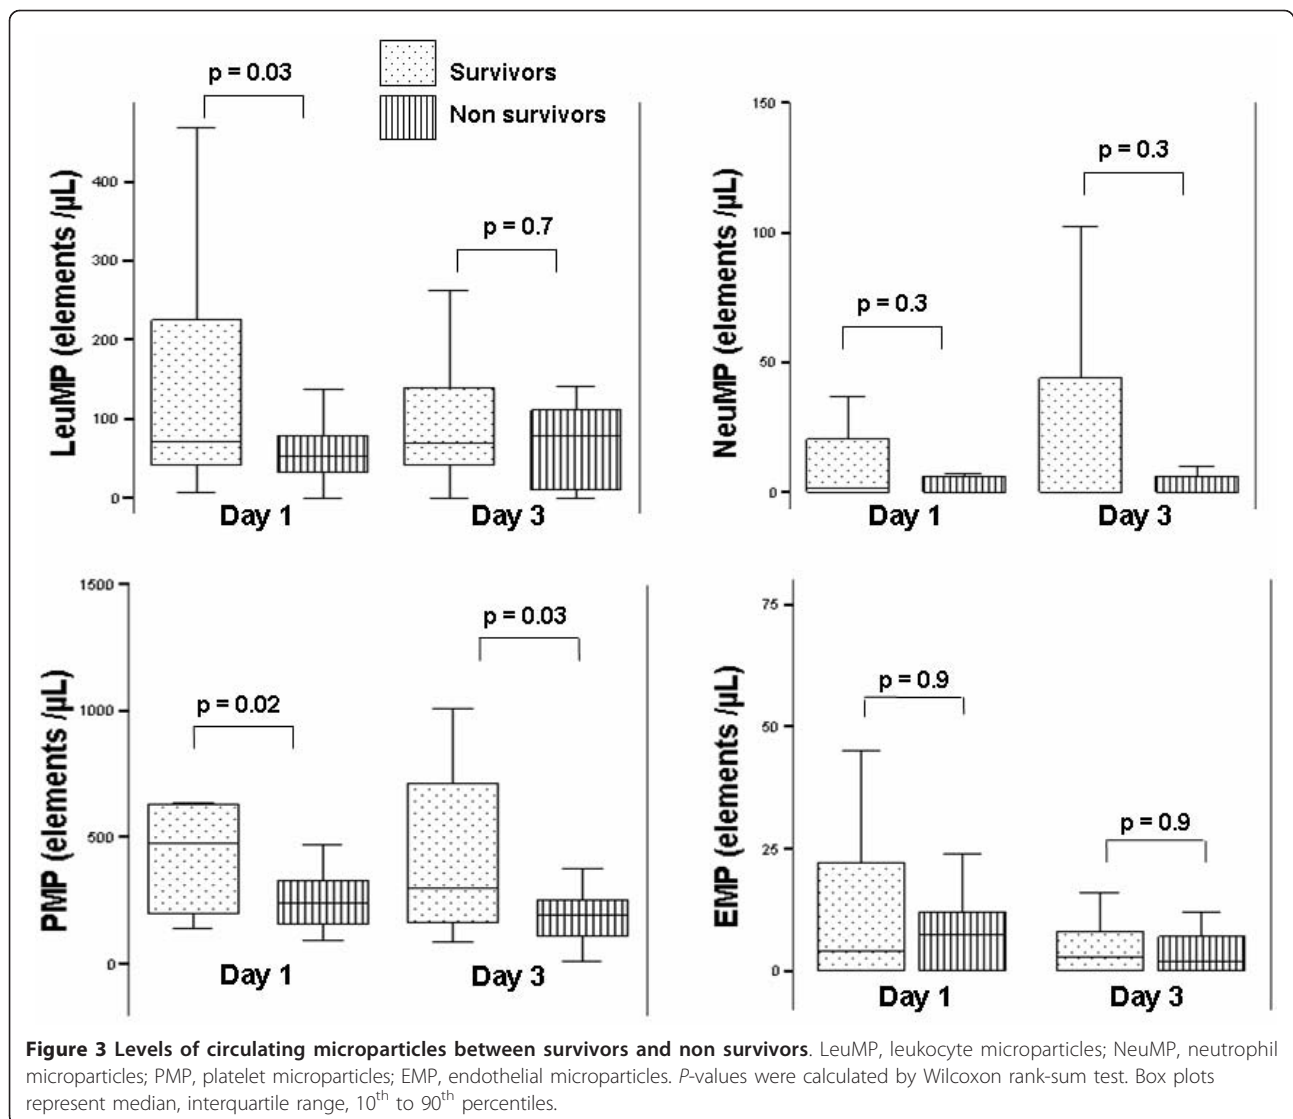 Survivors
Non survivors
p = 0.03
p = 0.7
LeuMP (elements /µL)
400
300
200
100
0
Day 1
Day 3
p = 0.3
p = 0.3
NeuMP (elements /µL)
150
100
50
0
Day 1
Day 3
p = 0.02
p = 0.03
PMP (elements /µL)
1500
1000
500
0
Day 1
Day 3
p = 0.9
p = 0.9
EMP (elements /µL)
75
50
25
0
Day 1
Day 3
Figure 3 Levels of circulating microparticles between survivors and non survivors. LeuMP, leukocyte microparticles; NeuMP, neutrophil
microparticles; PMP, platelet microparticles; EMP, endothelial microparticles. P-values were calculated by Wilcoxon rank-sum test. Box plots
represent median, interquartile range, 10th to 90th percentiles.